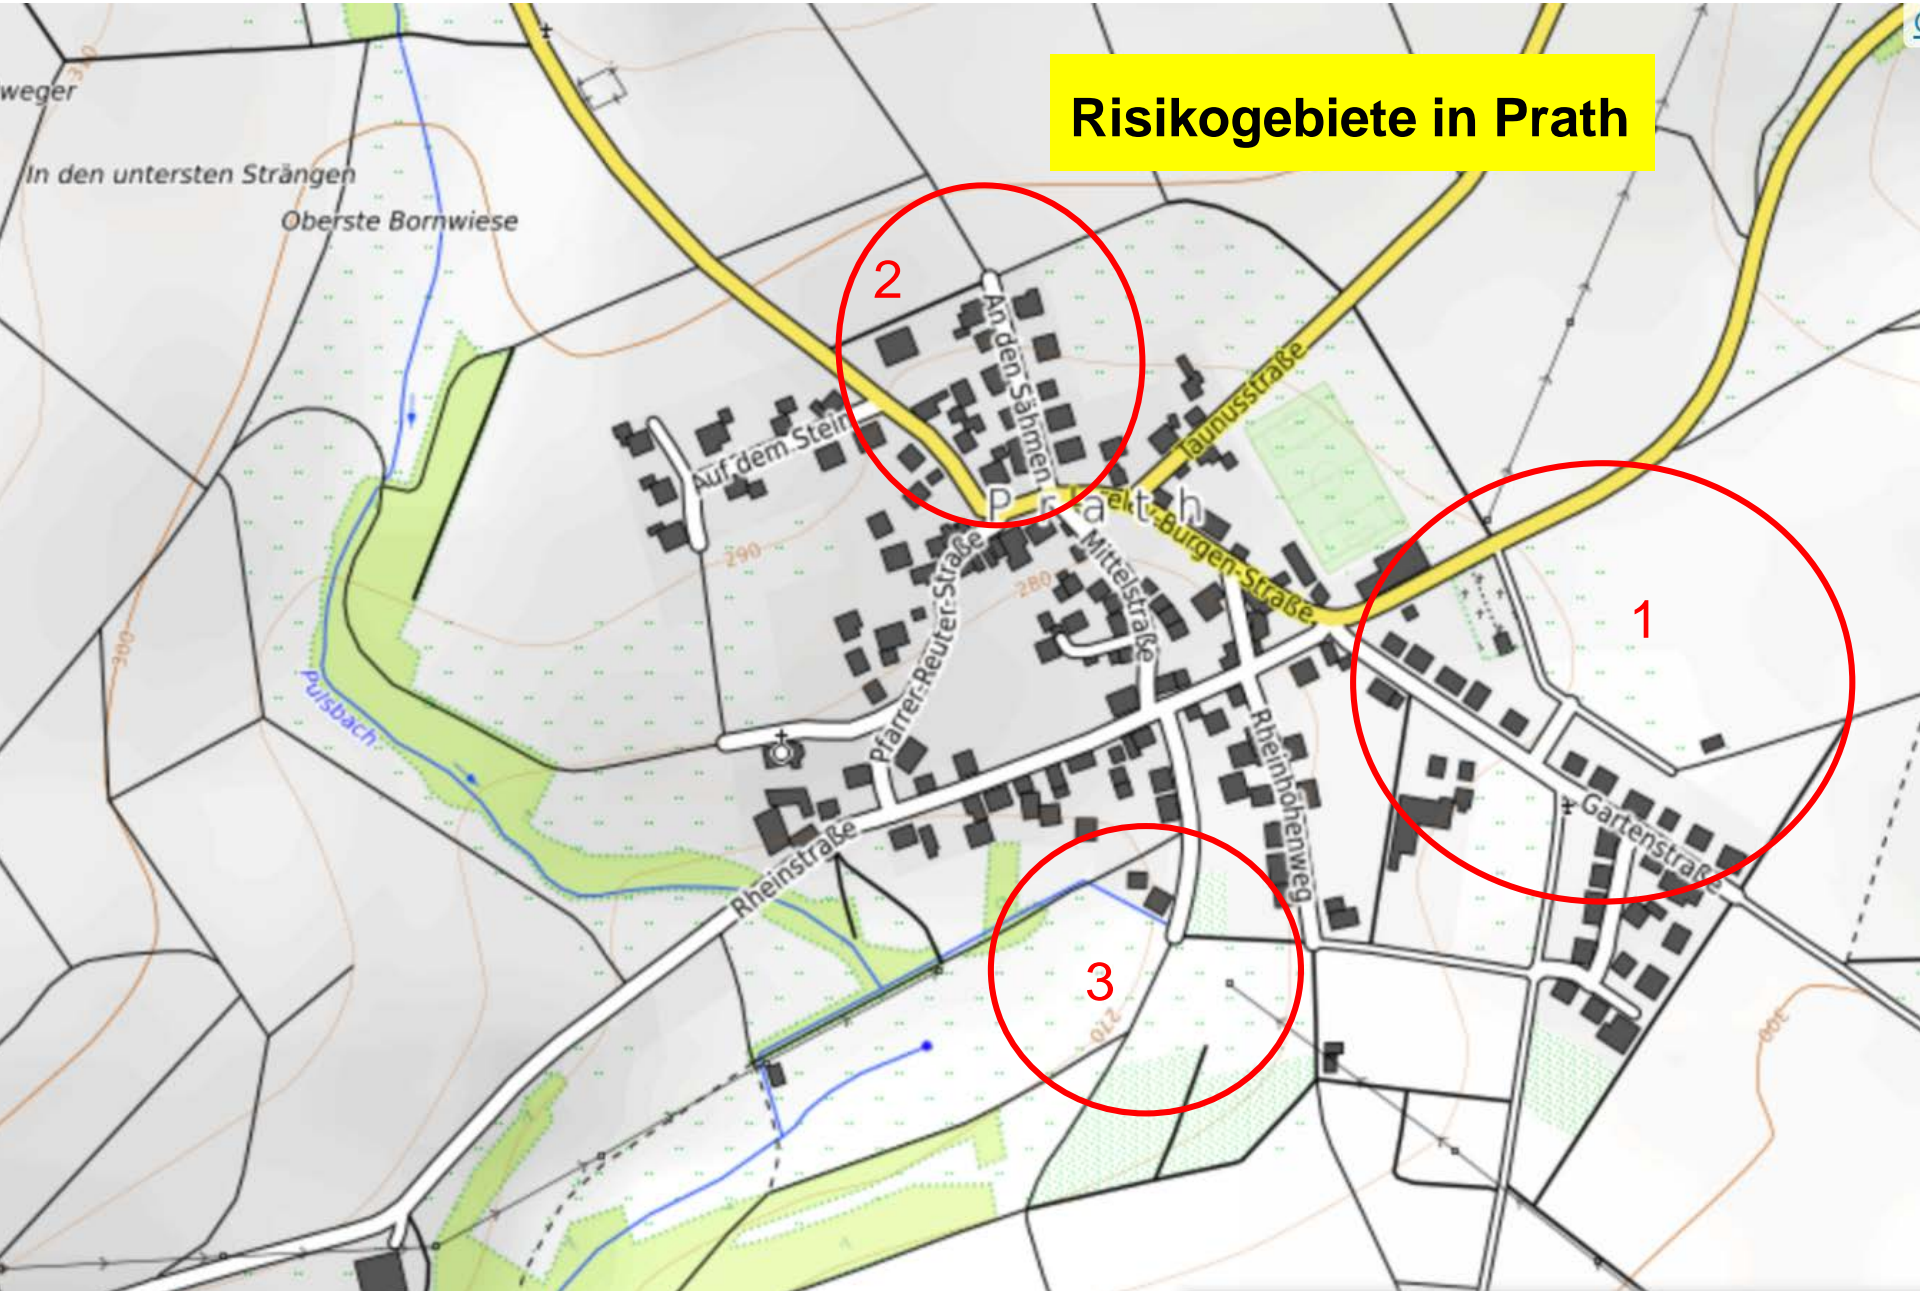 Risikogebiete in Prath
310
weger
In den untersten Strängen
Oberste Bornwiese
2
An den Sähmen
Taunusstraße
Auf dem Stein
Prath
-Burgen-Straße
290
280
Mittelstraße
Pfarrer-Reuter-Straße
1
300
Pulsbach
Rheinhöhenweg
Gartenstraße
Rheinstraße
3
270
300